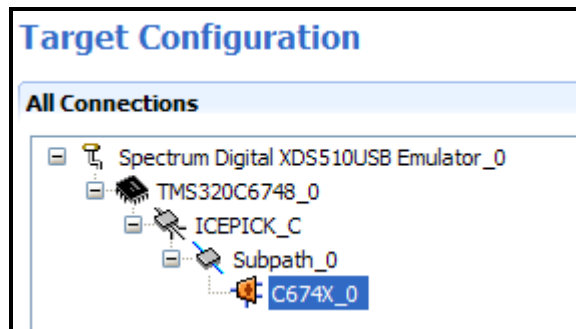 Target Configuration
All Connections
Spectrum Digital XDS510USB Emulator_0
TMS320C6748_0
ICEPICK_C
Subpath_0
C674X_0